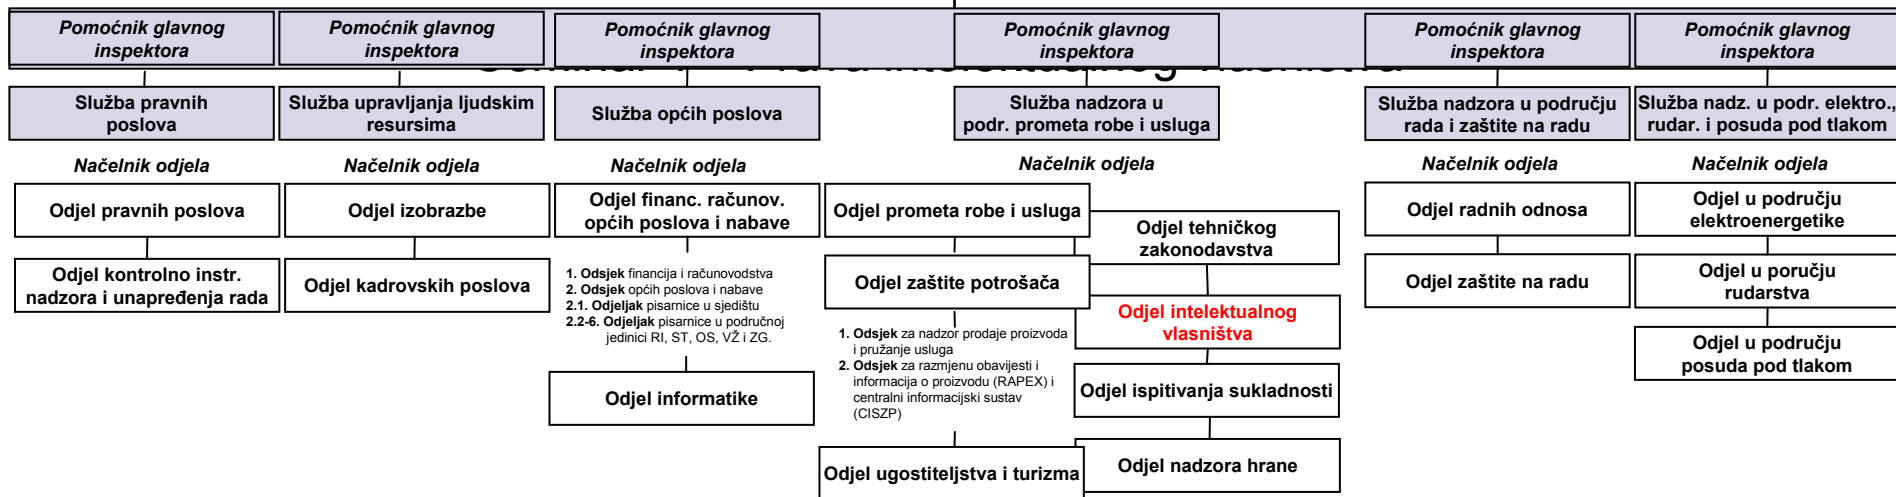 Pomoćnik glavnog
inspektora
Pomoćnik glavnog
inspektora
Pomoćnik glavnog
inspektora
Pomoćnik glavnog
inspektora
Pomoćnik glavnog
inspektora
Pomoćnik glavnog
inspektora
Služba pravnih
poslova
Služba upravljanja ljudskim
resursima
Služba općih poslova
Služba nadzora u
podr. prometa robe i usluga
Služba nadzora u području
rada i zaštite na radu
Služba nadz. u podr. elektro.,
rudar. i posuda pod tlakom
Načelnik odjela
Načelnik odjela
Načelnik odjela
Načelnik odjela
Načelnik odjela
Načelnik odjela
Odjel pravnih poslova
Odjel kontrolno instr.
nadzora i unapređenja rada
Odjel izobrazbe
Odjel kadrovskih poslova
Odjel financ. računov.
općih poslova i nabave
1. Odsjek financija i računovodstva
2. Odsjek općih poslova i nabave
2.1. Odjeljak pisarnice u sjedištu
2.2-6. Odjeljak pisarnice u područnoj
jedinici RI, ST, OS, VŽ i ZG.
Odjel informatike
Odjel prometa robe i usluga
Odjel zaštite potrošača
1. Odsjek za nadzor prodaje proizvoda
i pružanje usluga
2. Odsjek za razmjenu obavijesti i
informacija o proizvodu (RAPEX) i
centralni informacijski sustav
(CISZP)
Odjel ugostiteljstva i turizma
Odjel tehničkog
zakonodavstva
Odjel intelektualnog
vlasništva
Odjel ispitivanja sukladnosti
Odjel nadzora hrane
Odjel radnih odnosa
Odjel zaštite na radu
Odjel u području
elektroenergetike
Odjel u poručju
rudarstva
Odjel u području
posuda pod tlakom